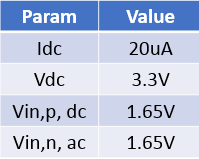 Param Value
Idc 20uA
Vdc 3.3V
Vin,p, dc 1.65V
Vin,n, ac 1.65V